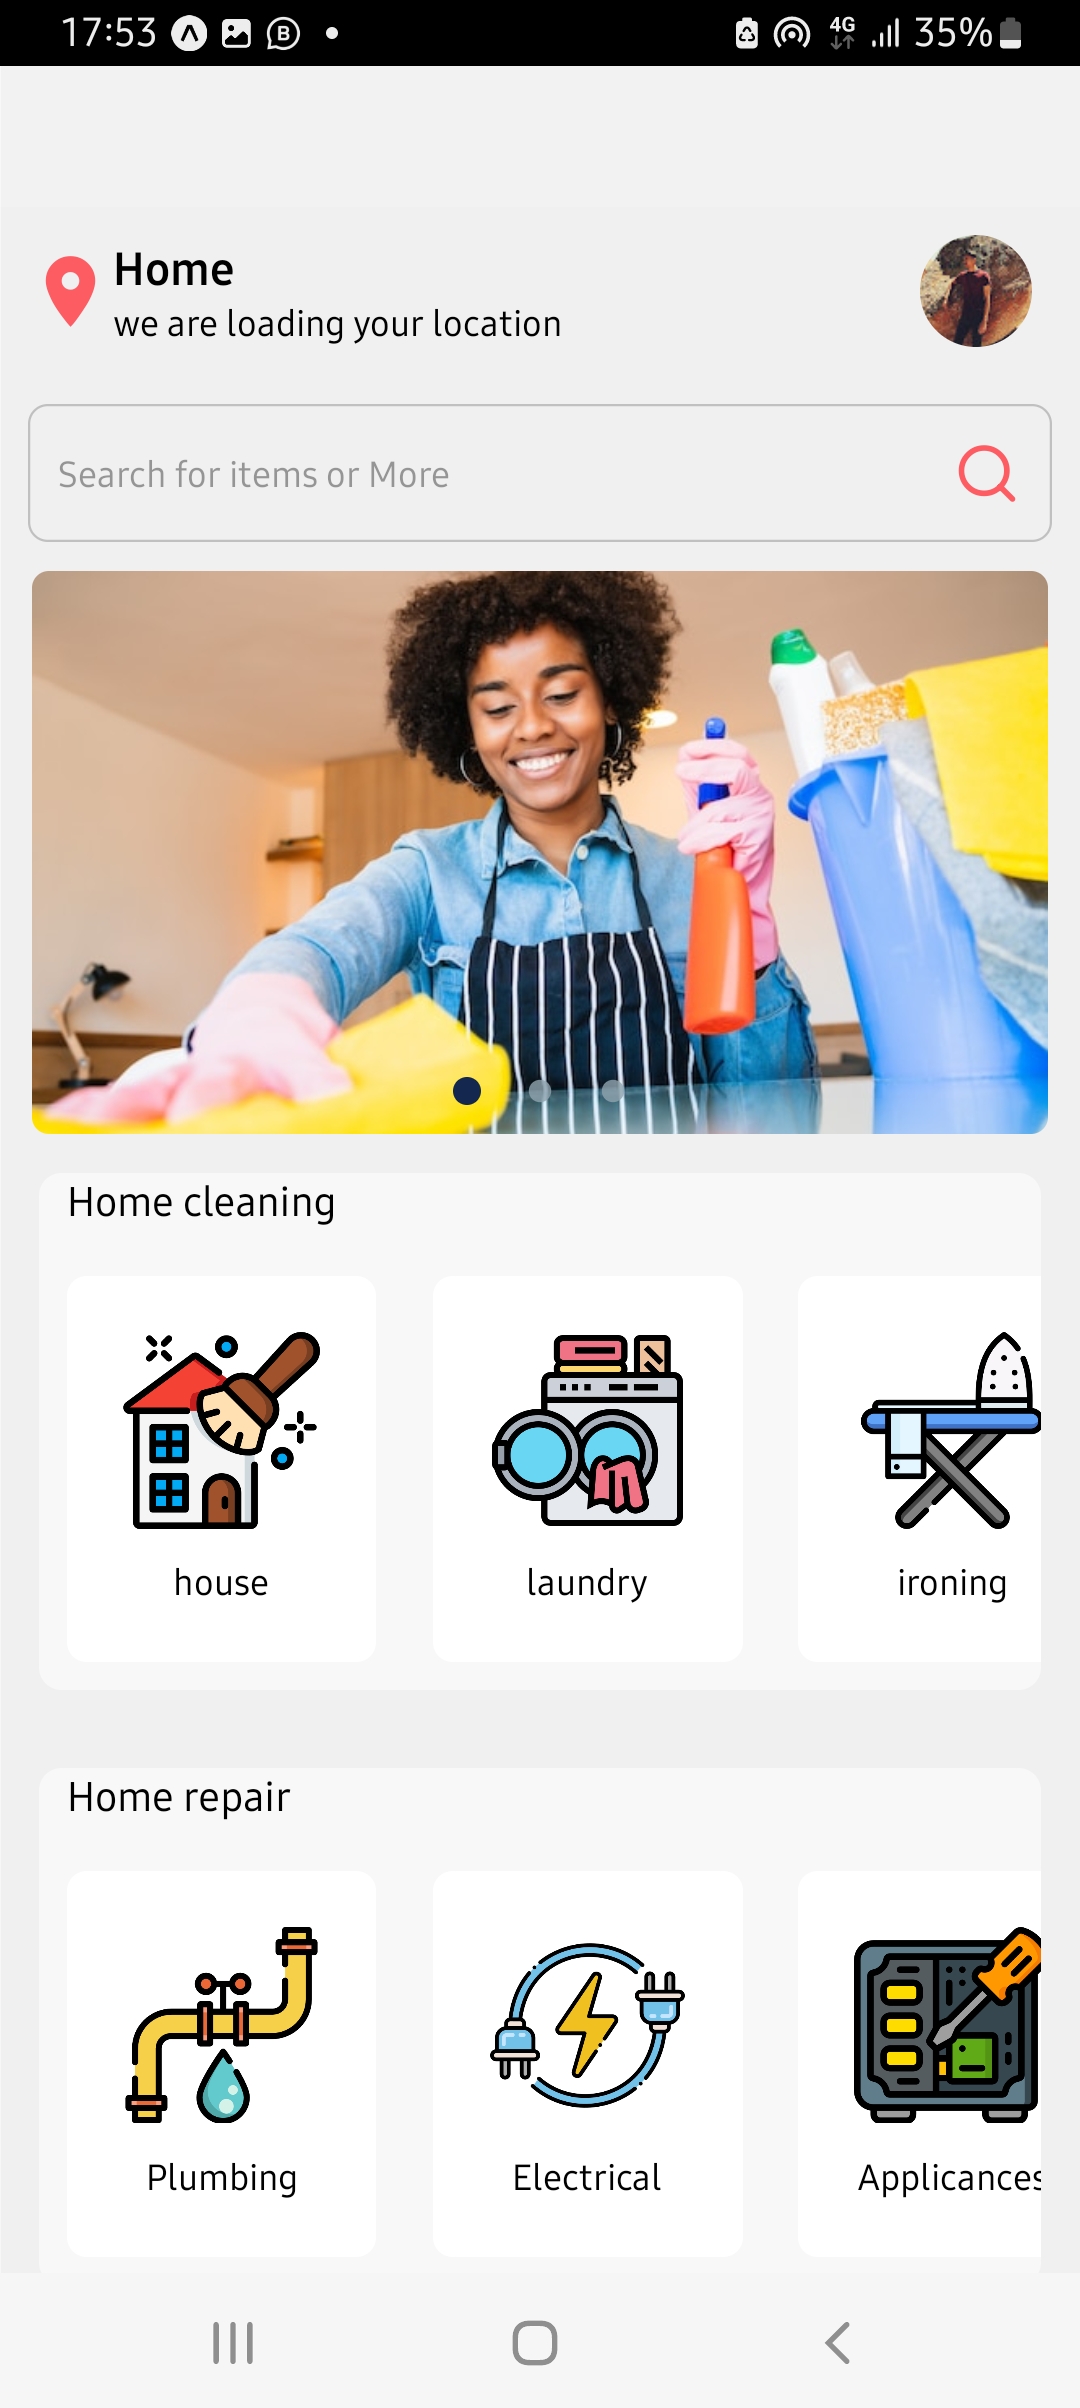 17:53 4G 35%
Home
we are loading your location
Search for items or More
Home cleaning
house laundry ironing
Home repair
Plumbing Electrical Applicances